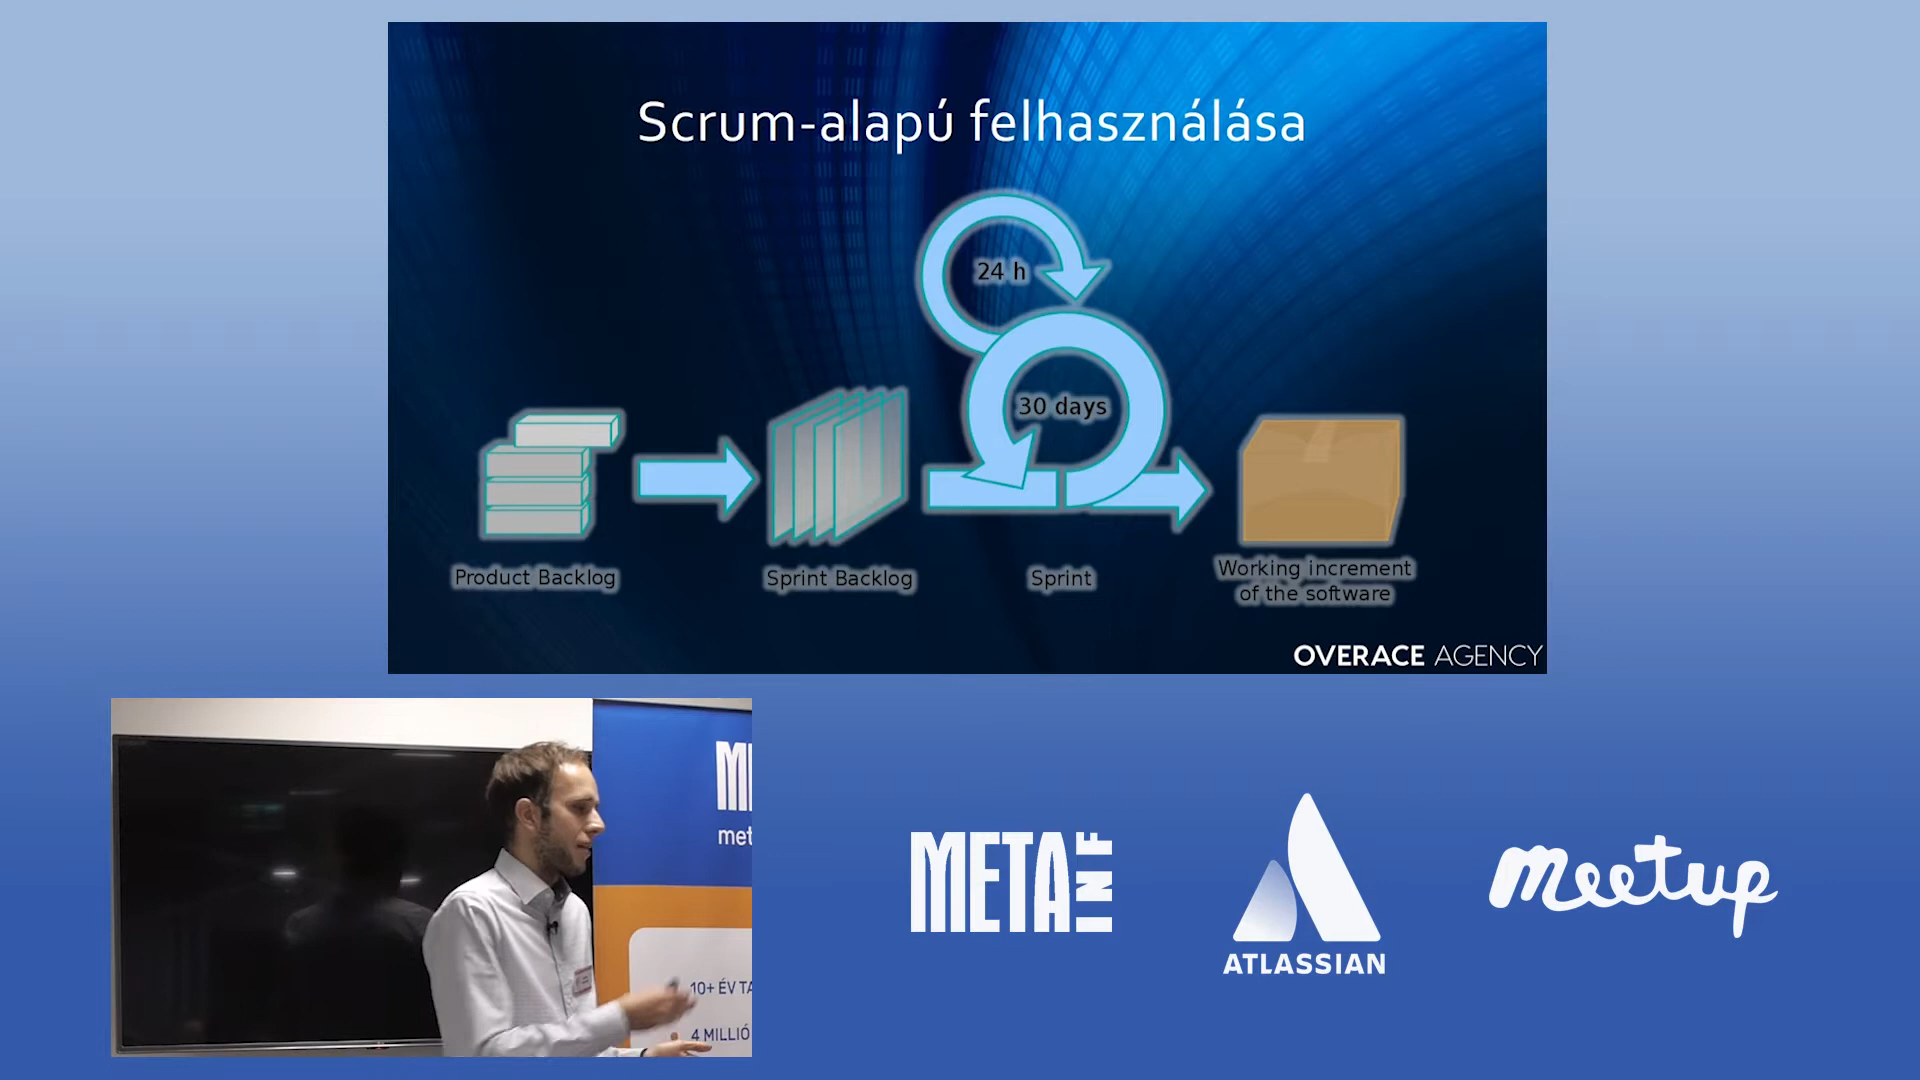 Scrum-alapú felhasználása
24 h
30 days
Product Backlog
Sprint Backlog
Sprint
Working increment
of the software
OVERACE AGENCY
met
10+ ÉV
4 MILLIÓ
META
INF
ATLASSIAN
meetup